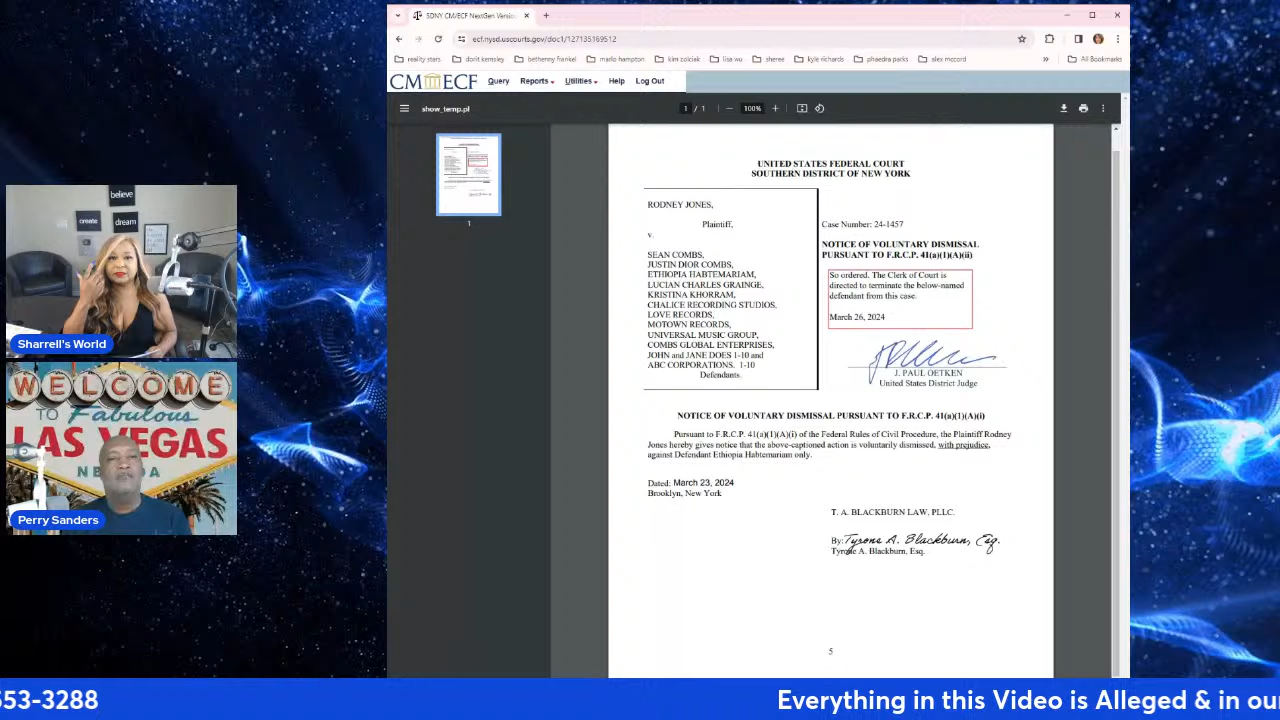 SDNY CM/ECF NextGen Versio
ecf.nysd.uscourts.gov/doc1/127135169512
reality stars
dorit kemsley
bethenny frankel
marlo hampton
kim zolciak
lisa wu
sheree
kyle richards
phaedra parks
alex mccord
»
All Bookmarks
CM ECF
Query
Reports
Utilities
Help
Log Out
show_temp.pl
1 / 1
100%
1
UNITED STATES FEDERAL COURT
SOUTHERN DISTRICT OF NEW YORK
RODNEY JONES,
Plaintiff,
v.
SEAN COMBS,
JUSTIN DIOR COMBS,
ETHIOPIA HABTEMARIAM,
LUCIAN CHARLES GRAINGE,
KRISTINA KHORRAM,
CHALICE RECORDING STUDIOS,
LOVE RECORDS,
MOTOWN RECORDS,
UNIVERSAL MUSIC GROUP,
COMBS GLOBAL ENTERPRISES,
JOHN and JANE DOES 1-10 and
ABC CORPORATIONS. 1-10
Defendants.
Case Number: 24-1457
NOTICE OF VOLUNTARY DISMISSAL
PURSUANT TO F.R.C.P. 41(a)(1)(A)(ii)
So ordered. The Clerk of Court is
directed to terminate the below-named
defendant from this case.
March 26, 2024
J. PAUL OETKEN
United States District Judge
NOTICE OF VOLUNTARY DISMISSAL PURSUANT TO F.R.C.P. 41(a)(1)(A)(i)
Pursuant to F.R.C.P. 41(a)(1)(A)(i) of the Federal Rules of Civil Procedure, the Plaintiff Rodney
Jones hereby gives notice that the above-captioned action is voluntarily dismissed, with prejudice,
against Defendant Ethiopia Habtemariam only.
Dated: March 23, 2024
Brooklyn, New York
T. A. BLACKBURN LAW, PLLC.
By: Tyrone A. Blackburn, Esq.
Tyrone A. Blackburn, Esq.
5
believe
create
dream
Sharrell's World
WELCOME
TO Fabulous
LAS VEGAS
NEVADA
Perry Sanders
553-3288
Everything in this Video is Alleged & in ou